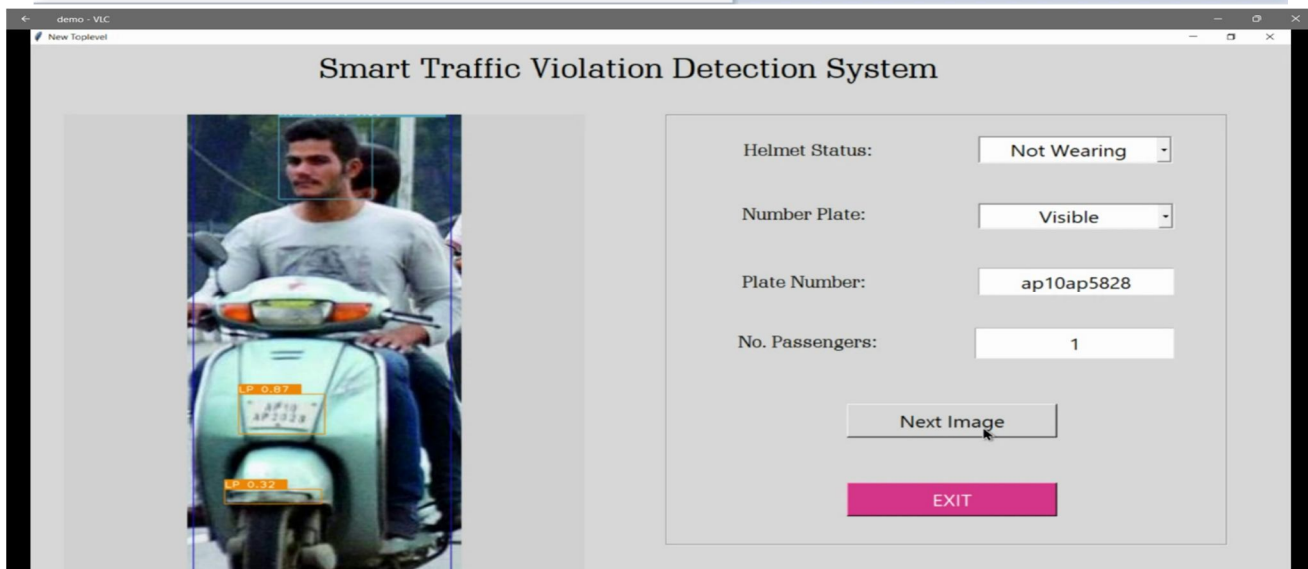 demo - VLC
New Toplevel
Smart Traffic Violation Detection System
Helmet Status:
Not Wearing
Number Plate:
Visible
Plate Number:
ap10ap5828
No. Passengers:
1
Next Image
EXIT
LP 0.87
AP10
LP 0.32